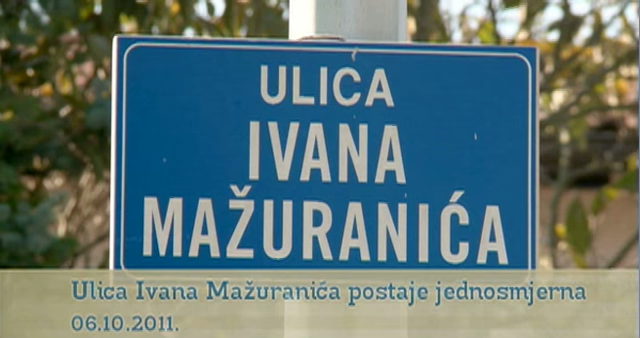 ULICA
IVANA
MAŽURANIĆA
Ulica Ivana Mažuranića postaje jednosmjerna
06.10.2011.